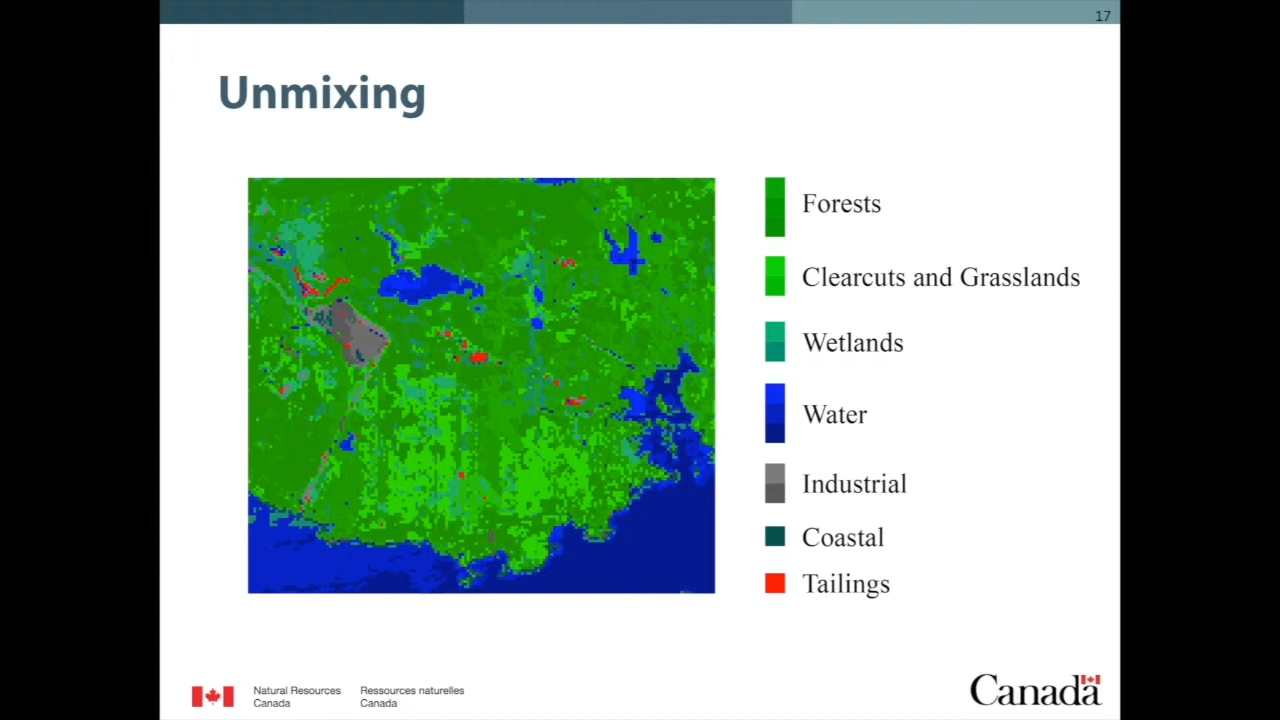 17
Unmixing
Forests
Clearcuts and Grasslands
Wetlands
Water
Industrial
Coastal
Tailings
Natural Resources
Canada
Ressources naturelles
Canada
Canada